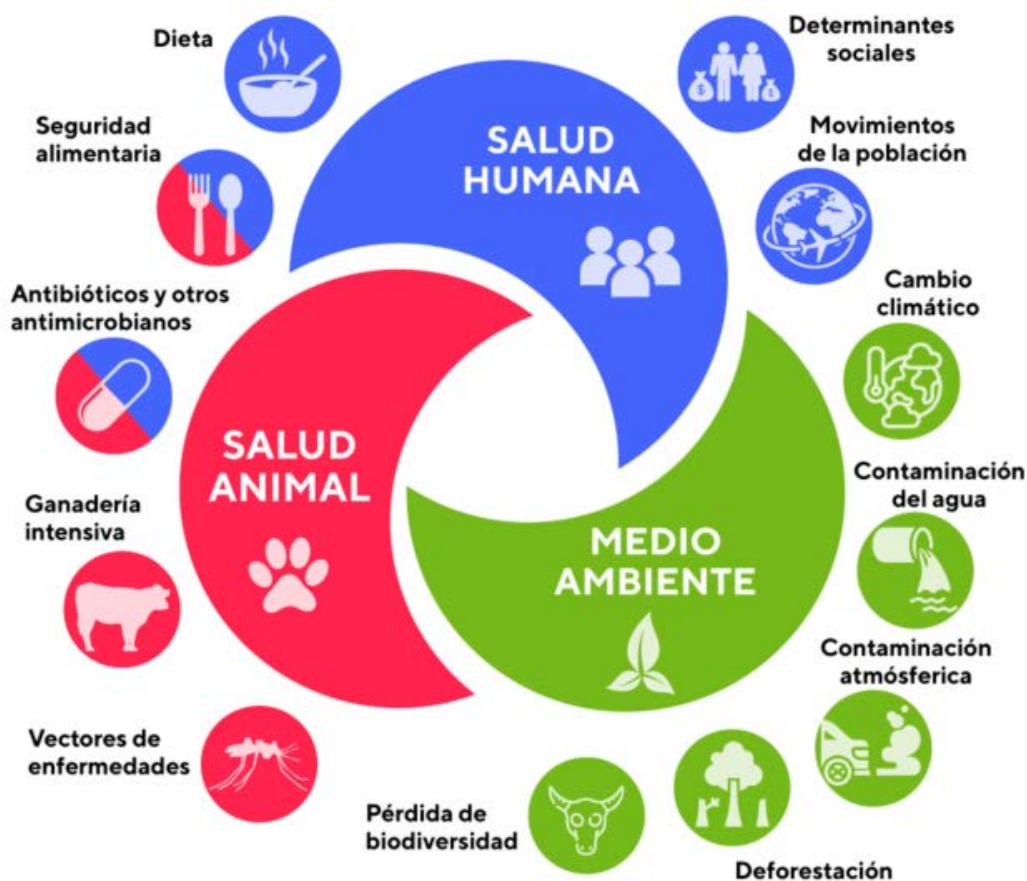 Dieta
Determinantes
sociales
Seguridad
alimentaria
SALUD
HUMANA
Movimientos
de la población
Antibióticos y otros
antimicrobianos
Cambio
climático
SALUD
ANIMAL
Contaminación
del agua
Ganadería
intensiva
MEDIO
AMBIENTE
Contaminación
atmósferica
Vectores de
enfermedades
Pérdida de
biodiversidad
Deforestación
$
$